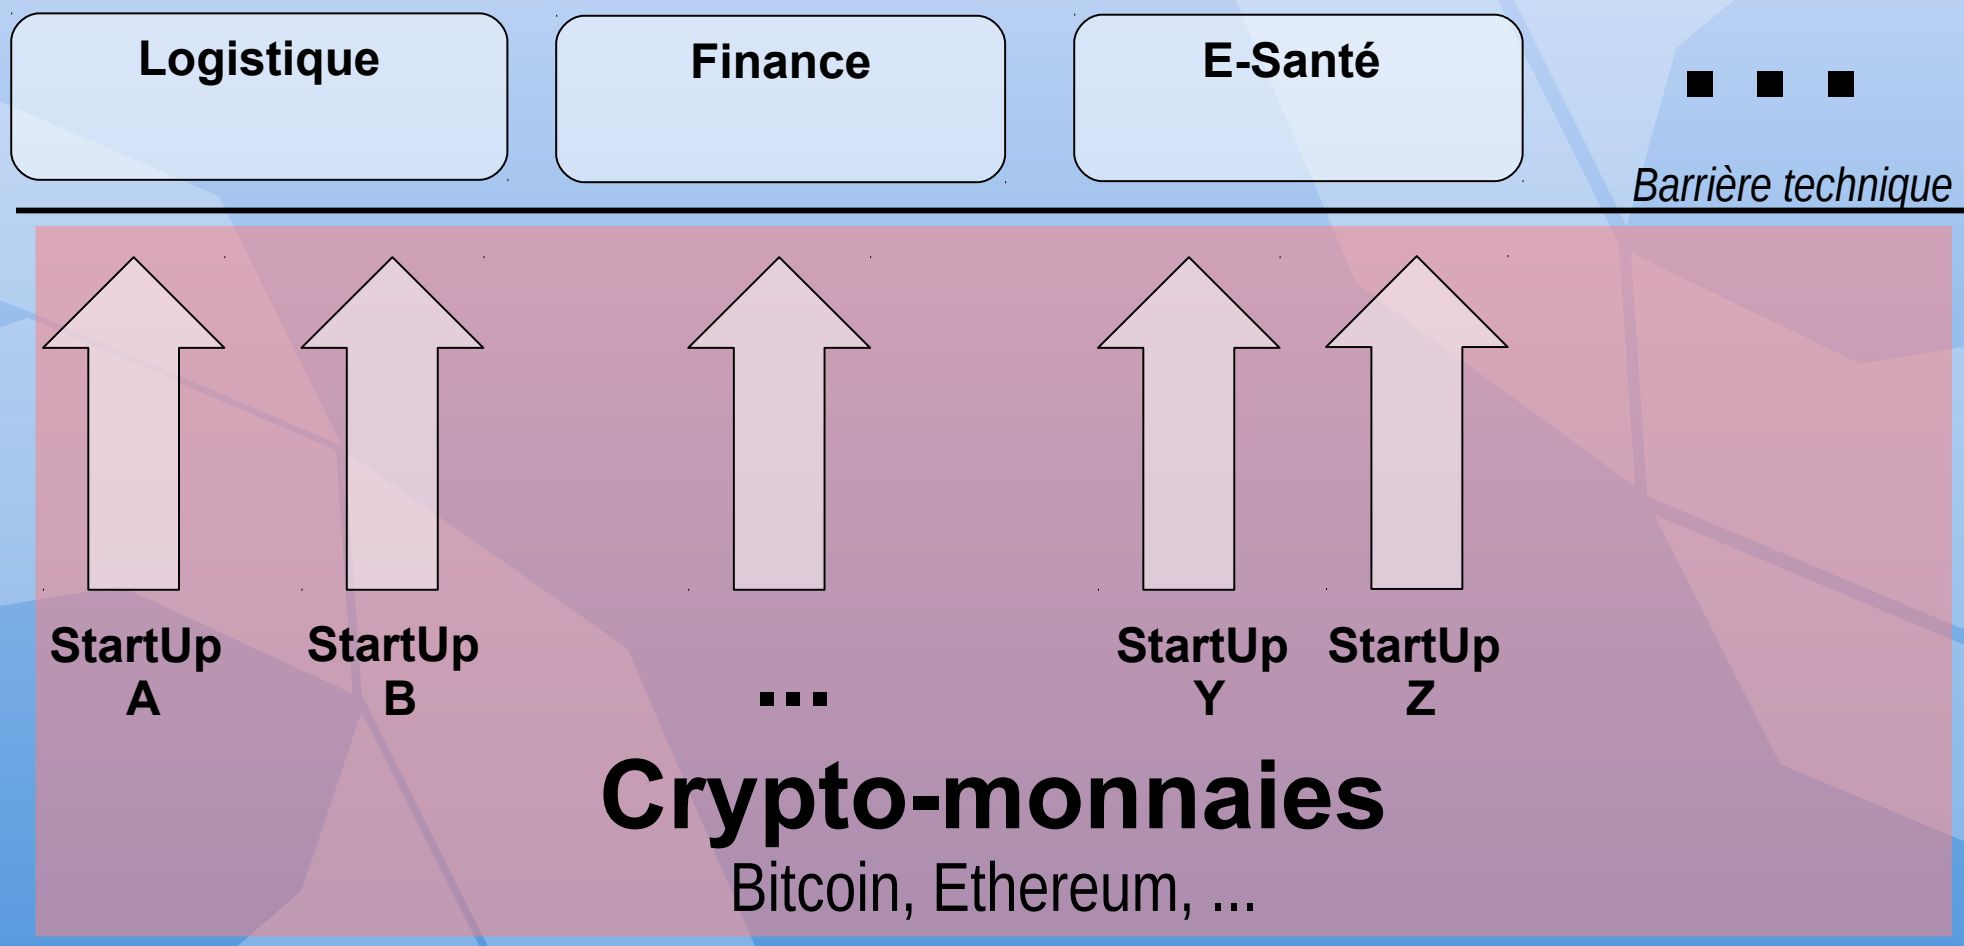 Logistique
Finance
E-Santé
...
Barrière technique
StartUp
A
StartUp
B
...
StartUp
Y
StartUp
Z
Crypto-monnaies
Bitcoin, Ethereum, ...